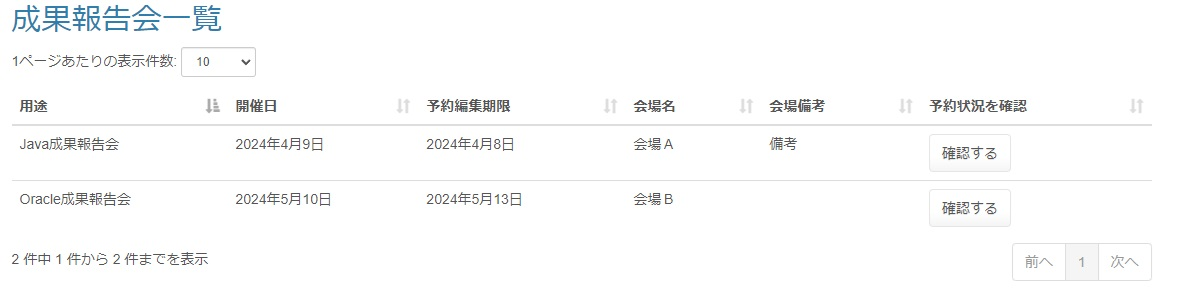 成果報告会一覧
1ページあたりの表示件数: 10
用途 開催日 予約編集期限 会場名 会場備考 予約状況を確認
Java成果報告会 2024年4月9日 2024年4月8日 会場A 備考 確認する
Oracle成果報告会 2024年5月10日 2024年5月13日 会場B 確認する
2 件中 1 件から 2 件までを表示 前へ 1 次へ